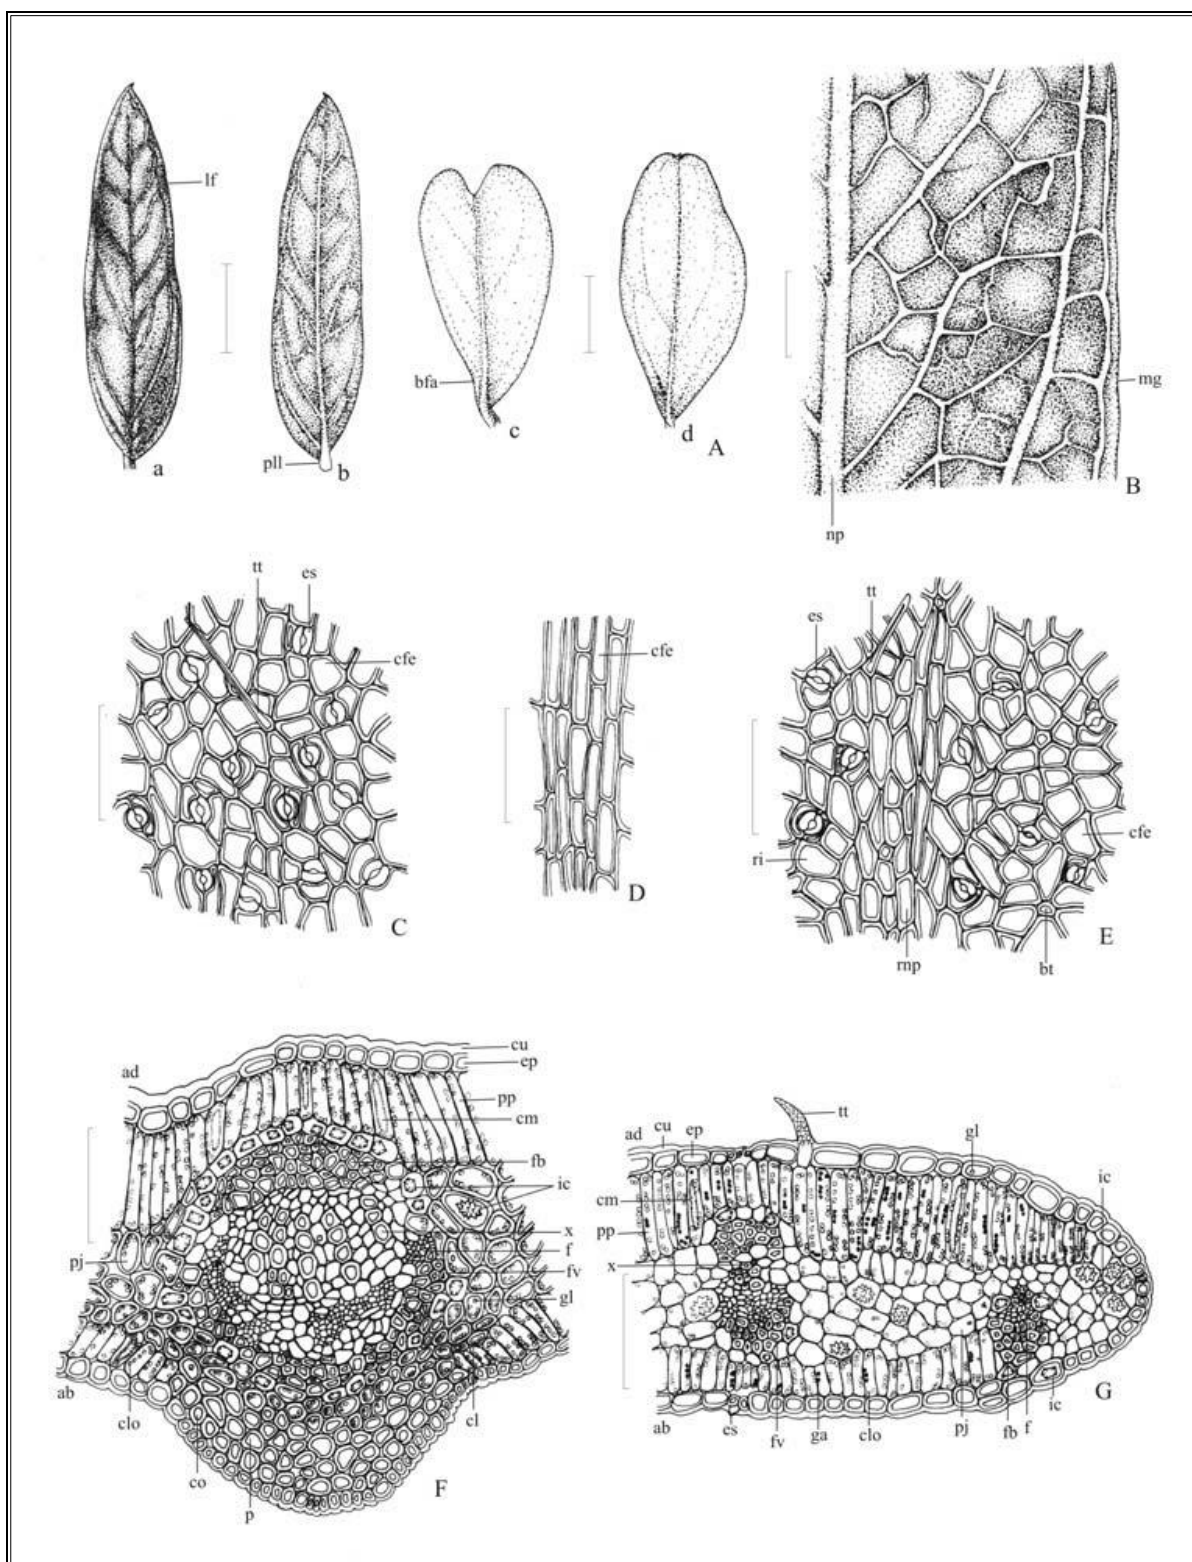 lf
bfa
pll
a
b
c
d
A
mg
B
np
tt
es
cfe
C
cfe
D
tt
es
cfe
ri
E
rnp
bt
cu
ep
ad
pp
cm
fb
ic
x
f
pj
fv
gl
ab
clo
cl
co
F
p
tt
gl
ep
cu
ad
ic
cm
pp
x
G
ic
ab
es
fv
ga
clo
pj
fb
f